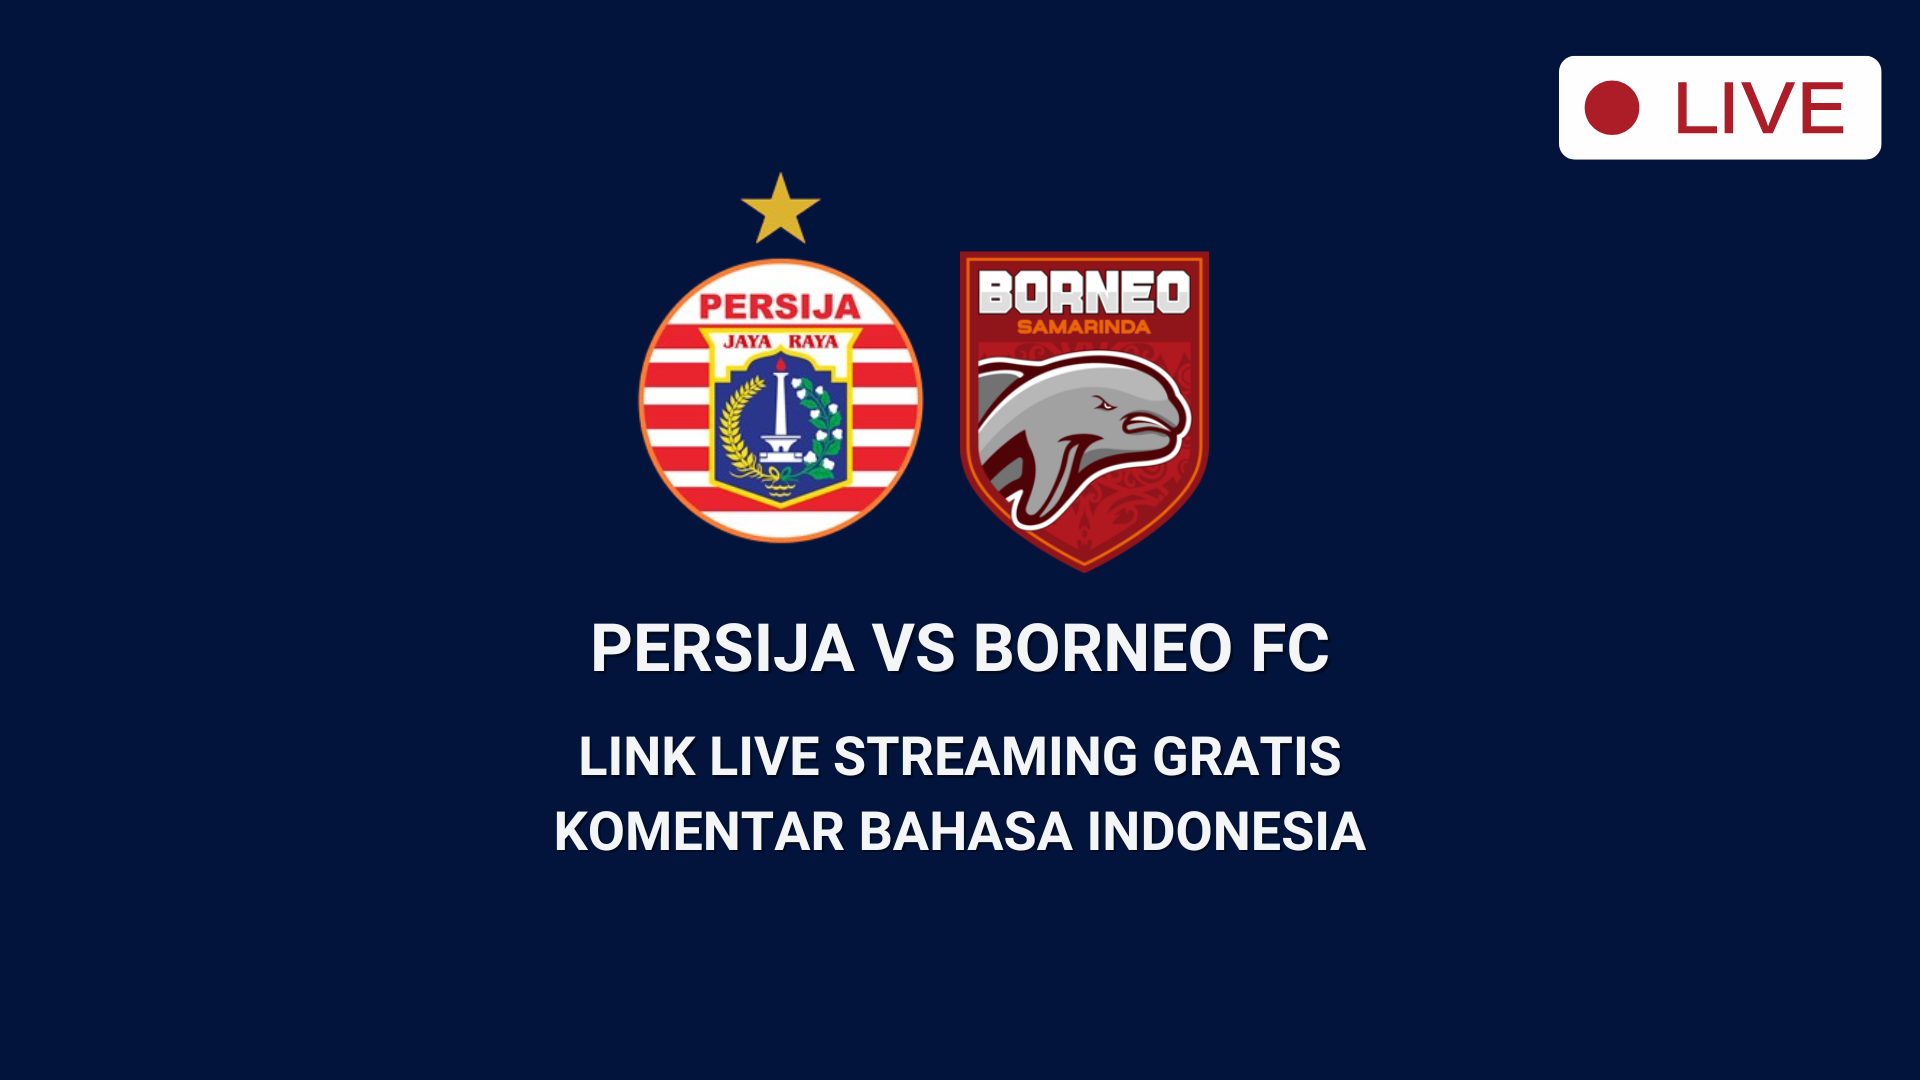 LIVE
PERSIJA
JAYA RAYA
BORNEO
SAMARINDA
PERSIJA VS BORNEO FC
LINK LIVE STREAMING GRATIS
KOMENTAR BAHASA INDONESIA